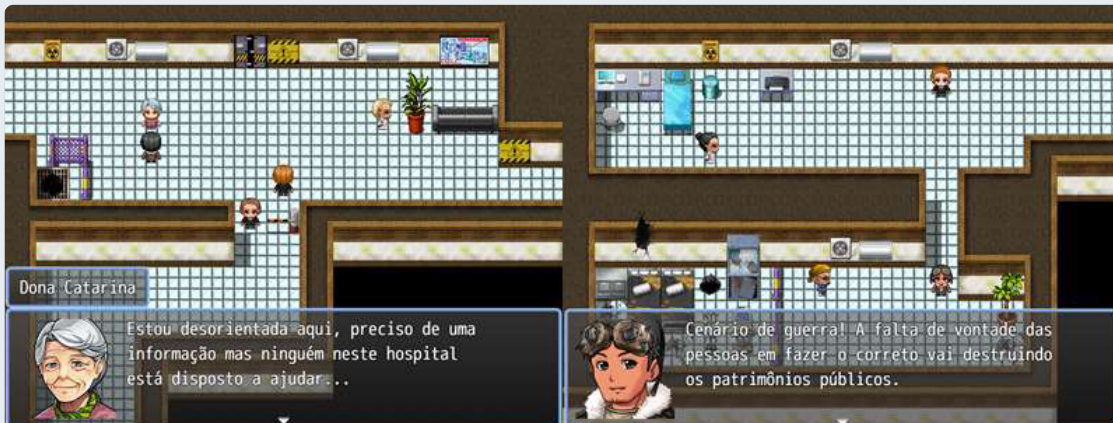 Dona Catarina
Estou desorientada aqui, preciso de uma
informação mas ninguém neste hospital
está disposto a ajudar...
Cenário de guerra! A falta de vontade das
pessoas em fazer o correto vai destruindo
os patrimônios públicos.